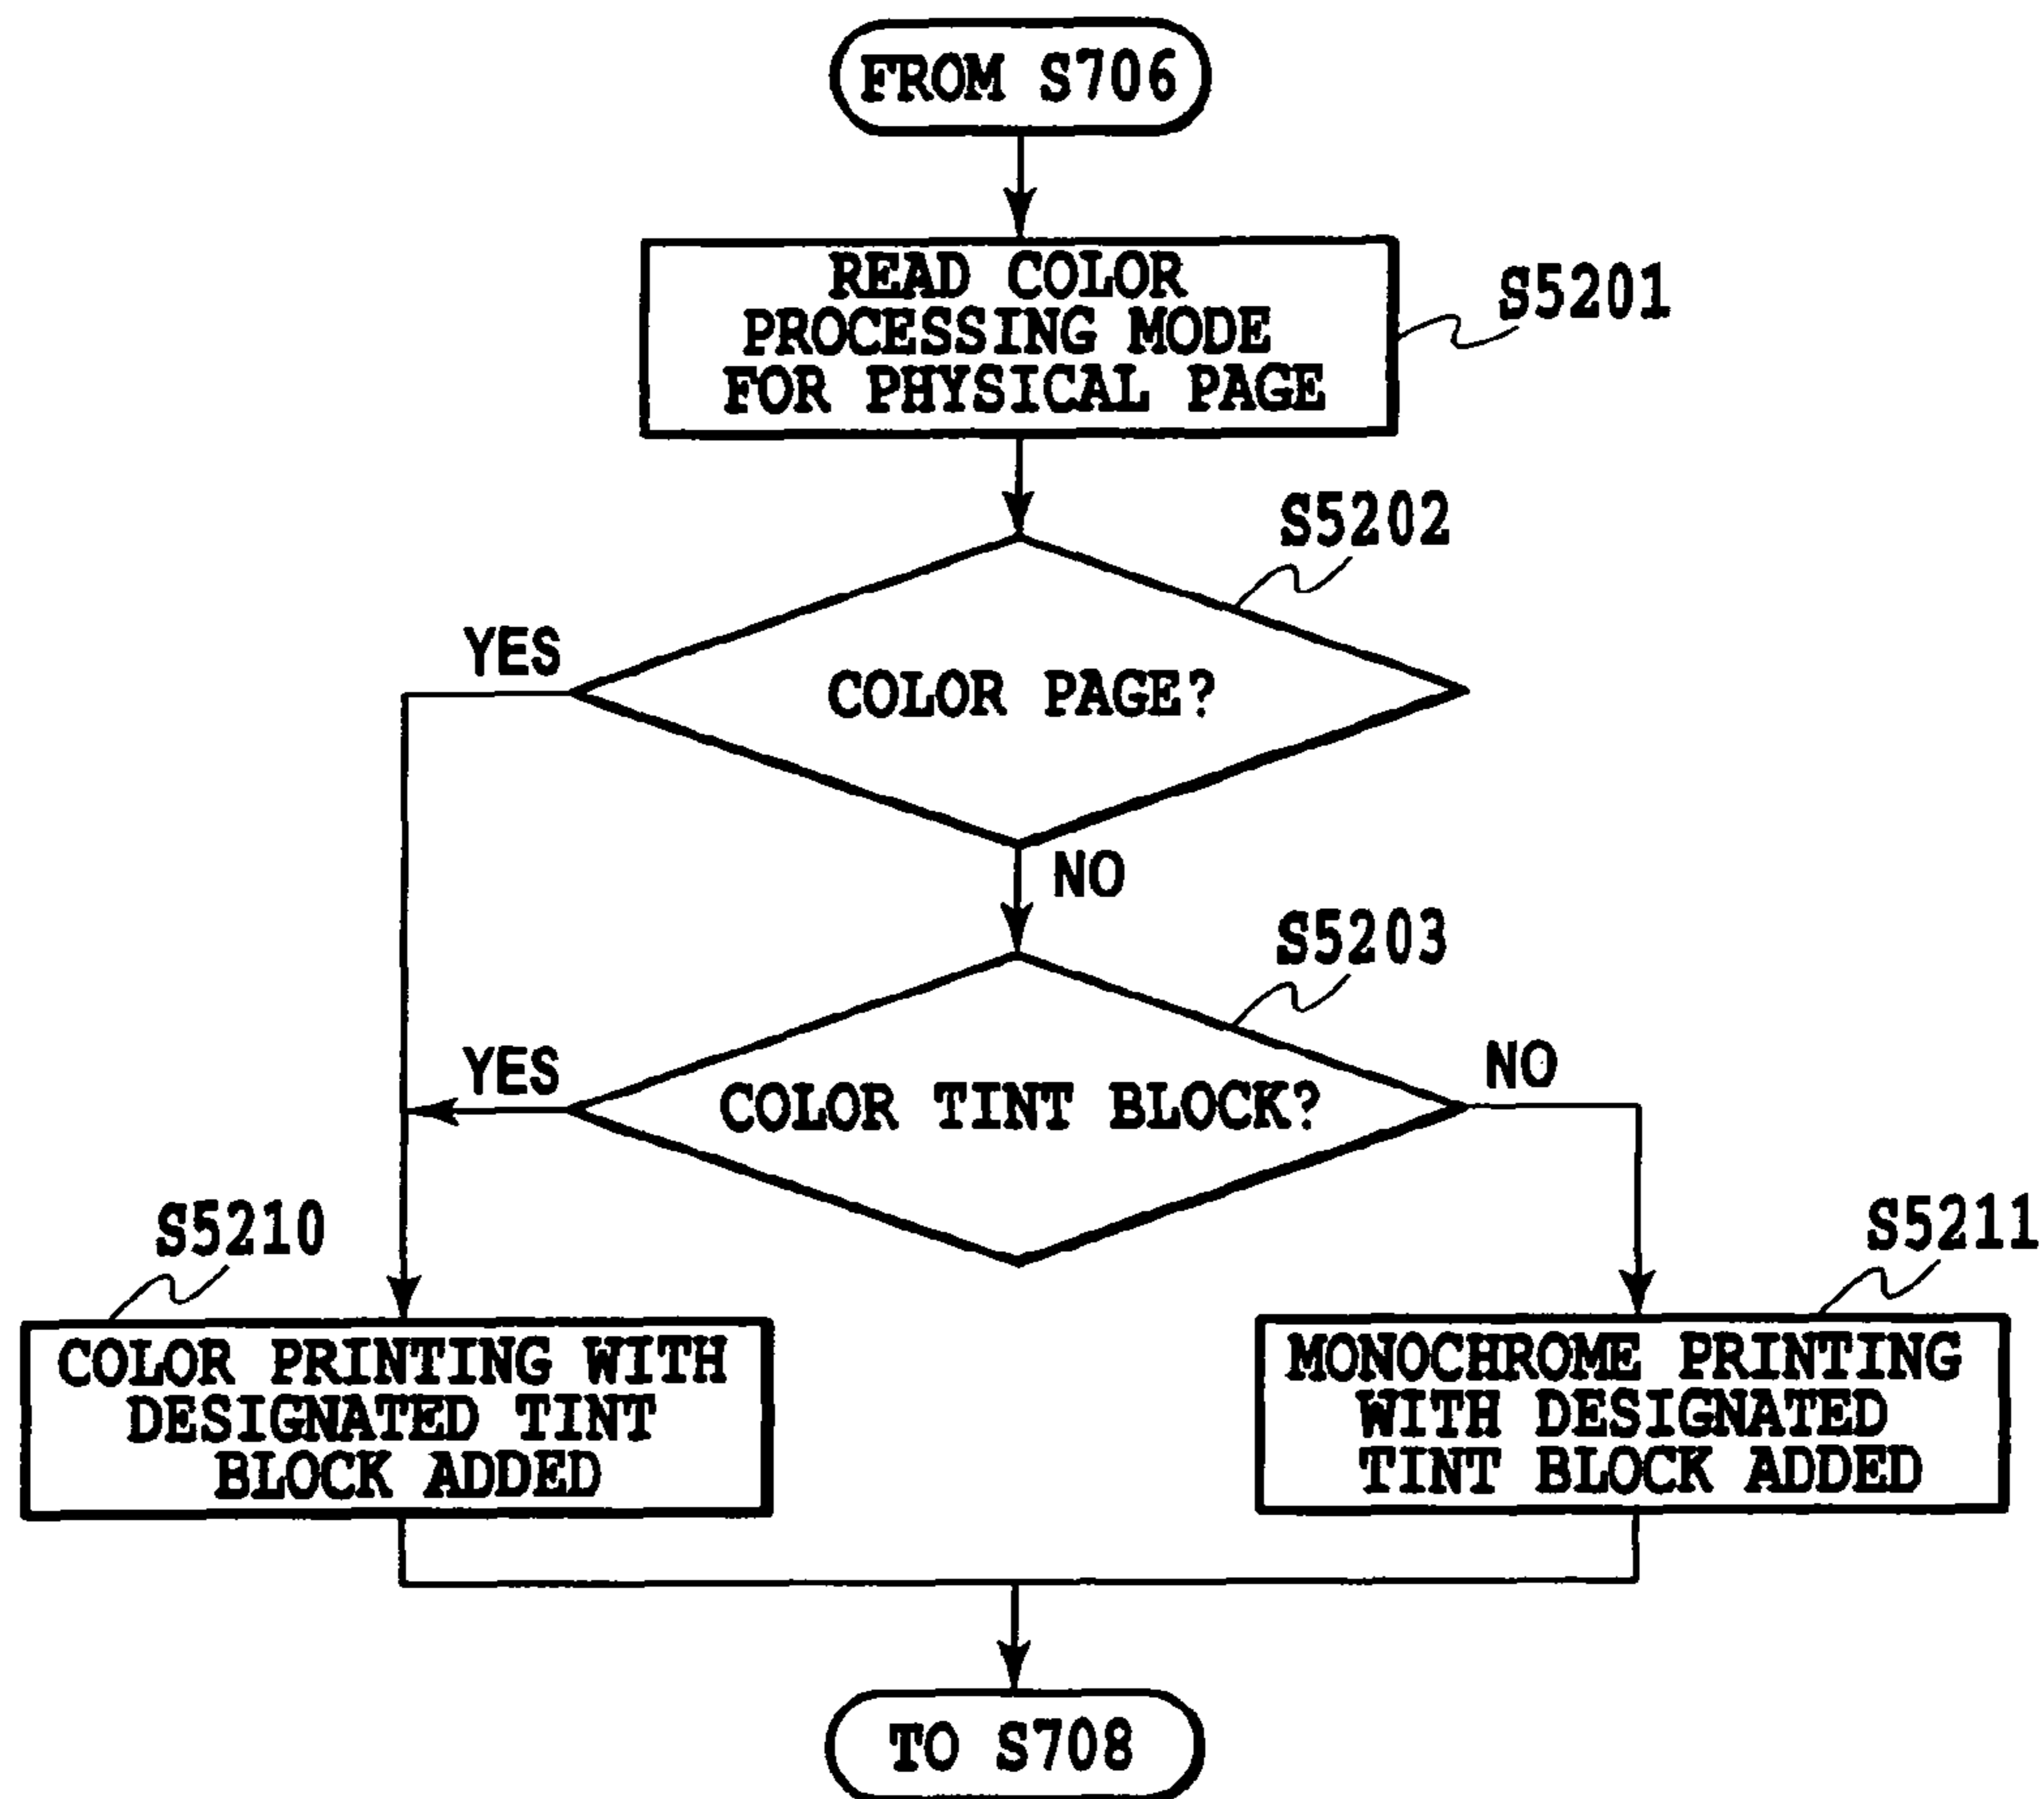 FROM S706
READ COLOR
PROCESSING MODE
FOR PHYSICAL PAGE
S5201
S5202
YES
COLOR PAGE?
NO
S5203
YES
COLOR TINT BLOCK?
NO
S5210
S5211
COLOR PRINTING WITH
DESIGNATED TINT
BLOCK ADDED
MONOCHROME PRINTING
WITH DESIGNATED
TINT BLOCK ADDED
TO S708